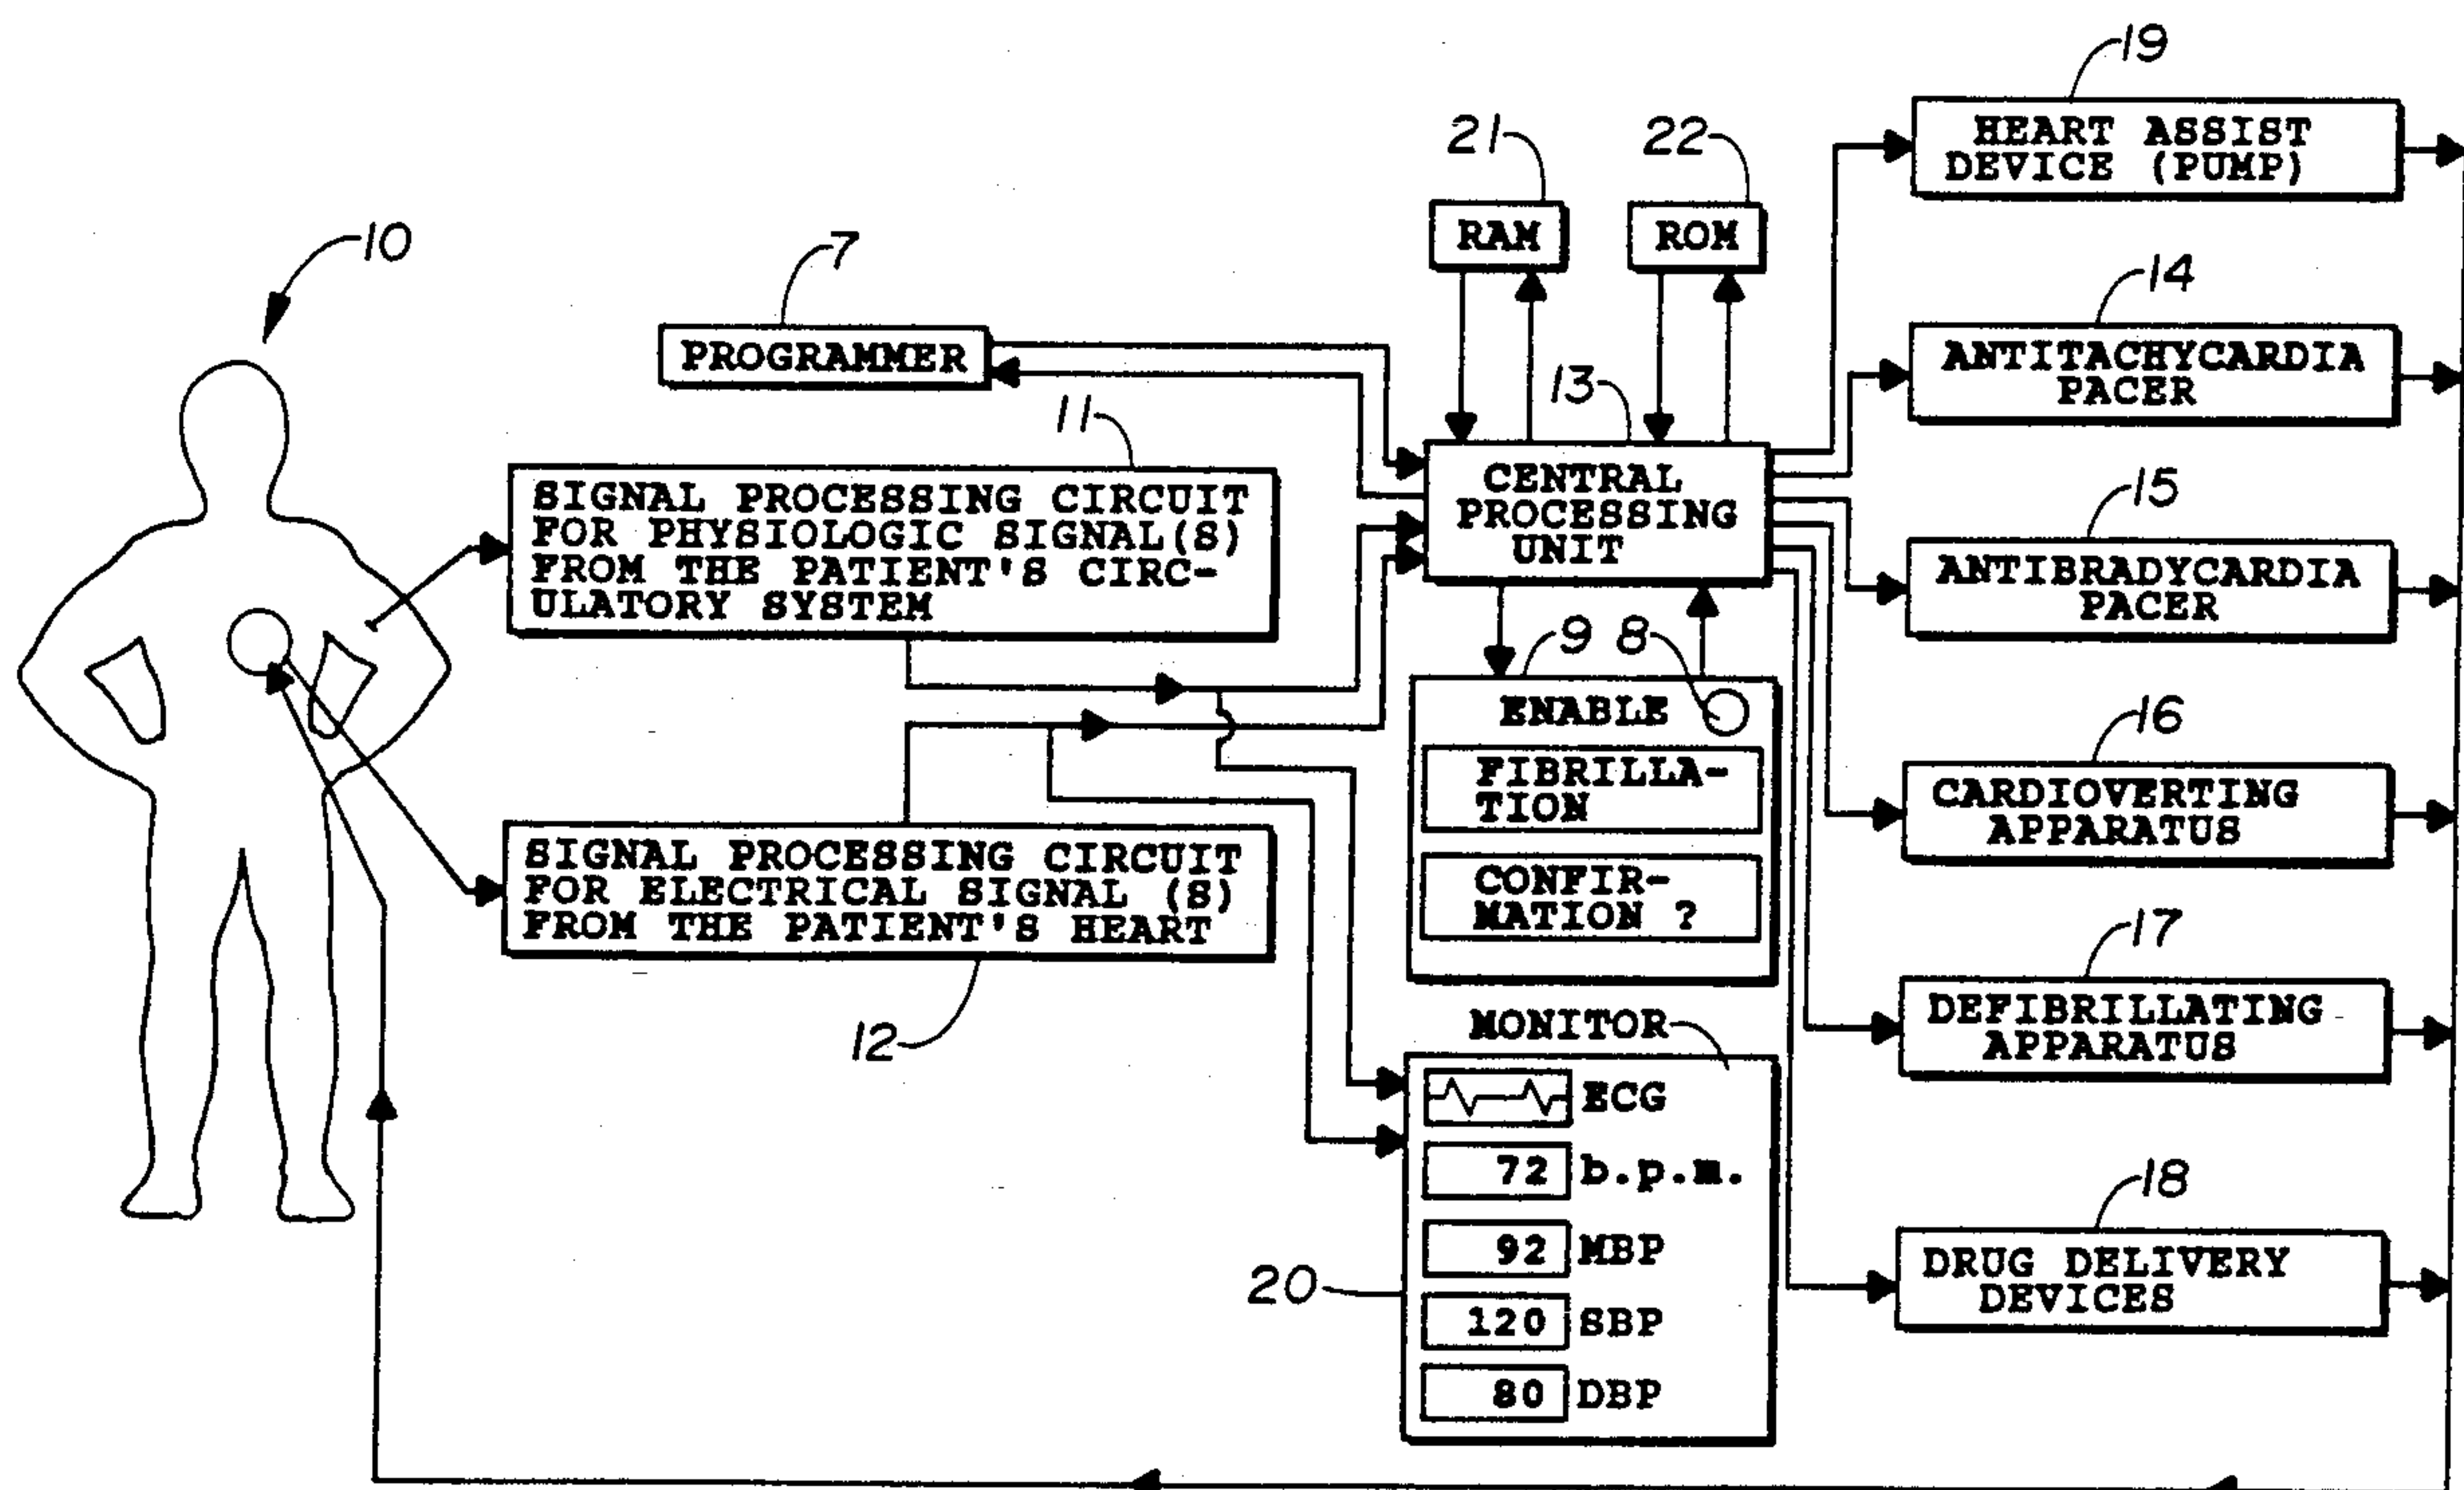 19
HEART ASSIST
DEVICE (PUMP)
21
22
RAM
ROM
10
7
PROGRAMMER
14
ANTITACHYCARDIA
PACER
13
CENTRAL
PROCESSING
UNIT
11
SIGNAL PROCESSING CIRCUIT
FOR PHYSIOLOGIC SIGNAL(S)
FROM THE PATIENT'S CIRC-
ULATORY SYSTEM
15
ANTIBRADYCARDIA
PACER
9
8
ENABLE
FIBRILLA-
TION
CONFIR-
MATION ?
16
CARDIOVERTING
APPARATUS
SIGNAL PROCESSING CIRCUIT
FOR ELECTRICAL SIGNAL (S)
FROM THE PATIENT'S HEART
12
17
DEFIBRILLATING
APPARATUS
MONITOR
ECG
72 b.p.m.
92 MBP
120 SBP
80 DBP
20
18
DRUG DELIVERY
DEVICES